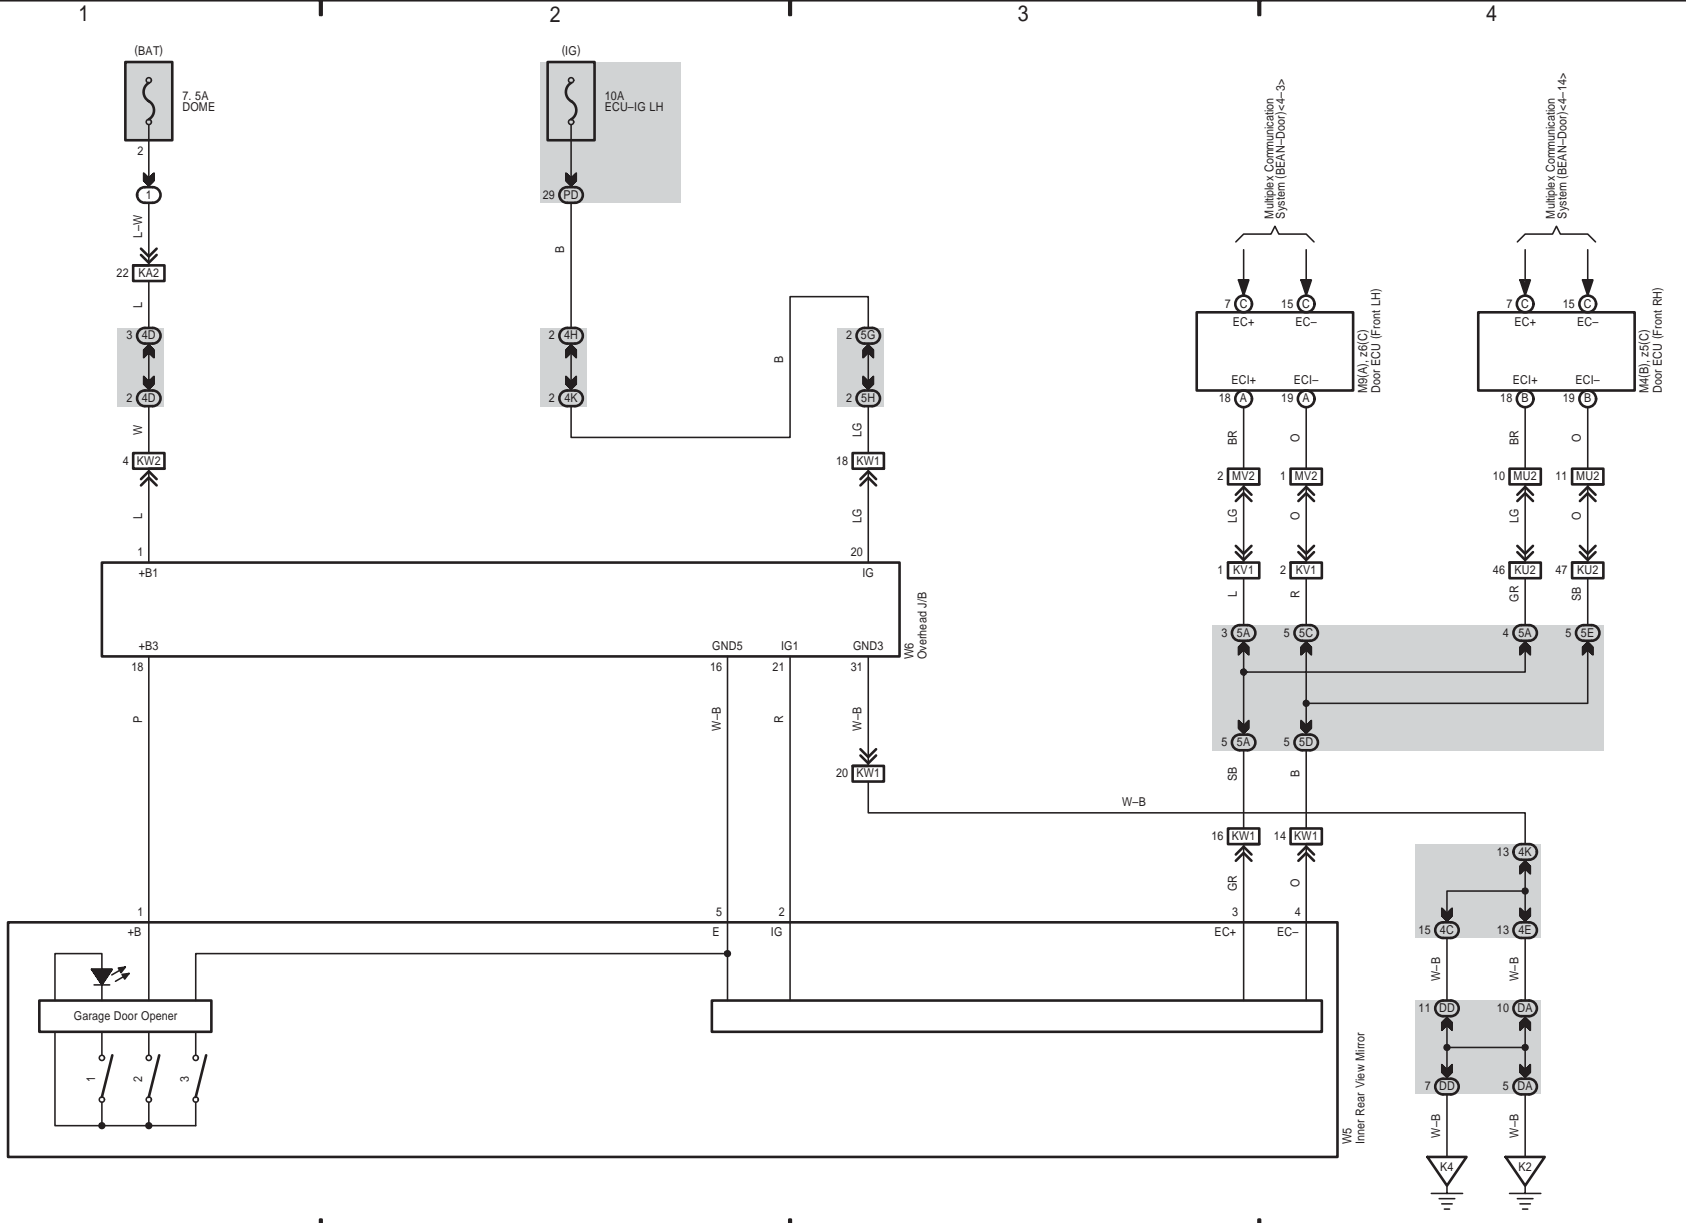 1 2 3 4
(BAT) (IG)
7. 5A
DOME
10A
ECU–IG LH
Multiplex Communication
System (BEAN–Door)<4–3>
Multiplex Communication
System (BEAN–Door)<4–14>
2
1
29 PD
L–W
B
22 KA2
L
7 C 15 C 7 C 15 C
EC+ EC– EC+ EC–
M9(A), z6(C)
Door ECU (Front LH)
M4(B), z5(C)
Door ECU (Front RH)
3 4D 2 4H 2 5G
B
ECI+ ECI– ECI+ ECI–
2 4D 2 4K 2 5H 18 A 19 A 18 B 19 B
W LG BR O BR O
4 KW2 18 KW1 2 MV2 1 MV2 10 MU2 11 MU2
L LG LG O LG O
1 20
+B1 IG
1 KV1 2 KV1 46 KU2 47 KU2
L R GR SB
W6
Overhead J/B
3 5A 5 5C 4 5A 5 5E
+B3 GND5 IG1 GND3
18 16 21 31
P W–B R W–B
5 5A 5 5D
20 KW1
SB B
W–B
16 KW1 14 KW1
13 4K
GR O
1 5 2 3 4
+B E IG EC+ EC–
15 4C 13 4E
W–B W–B
Garage Door Opener
11 DD 10 DA
1 2 3
7 DD 5 DA
W5
Inner Rear View Mirror
W–B W–B
K4 K2